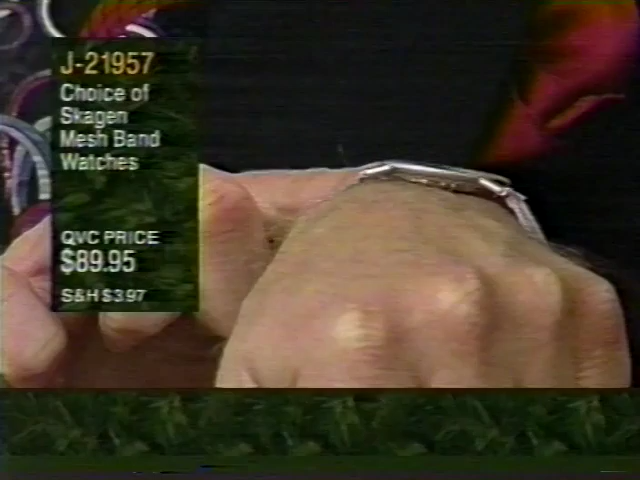 J-21957
Choice of
Skagen
Mesh Band
Watches
QVC PRICE
$89.95
S&H $3.97